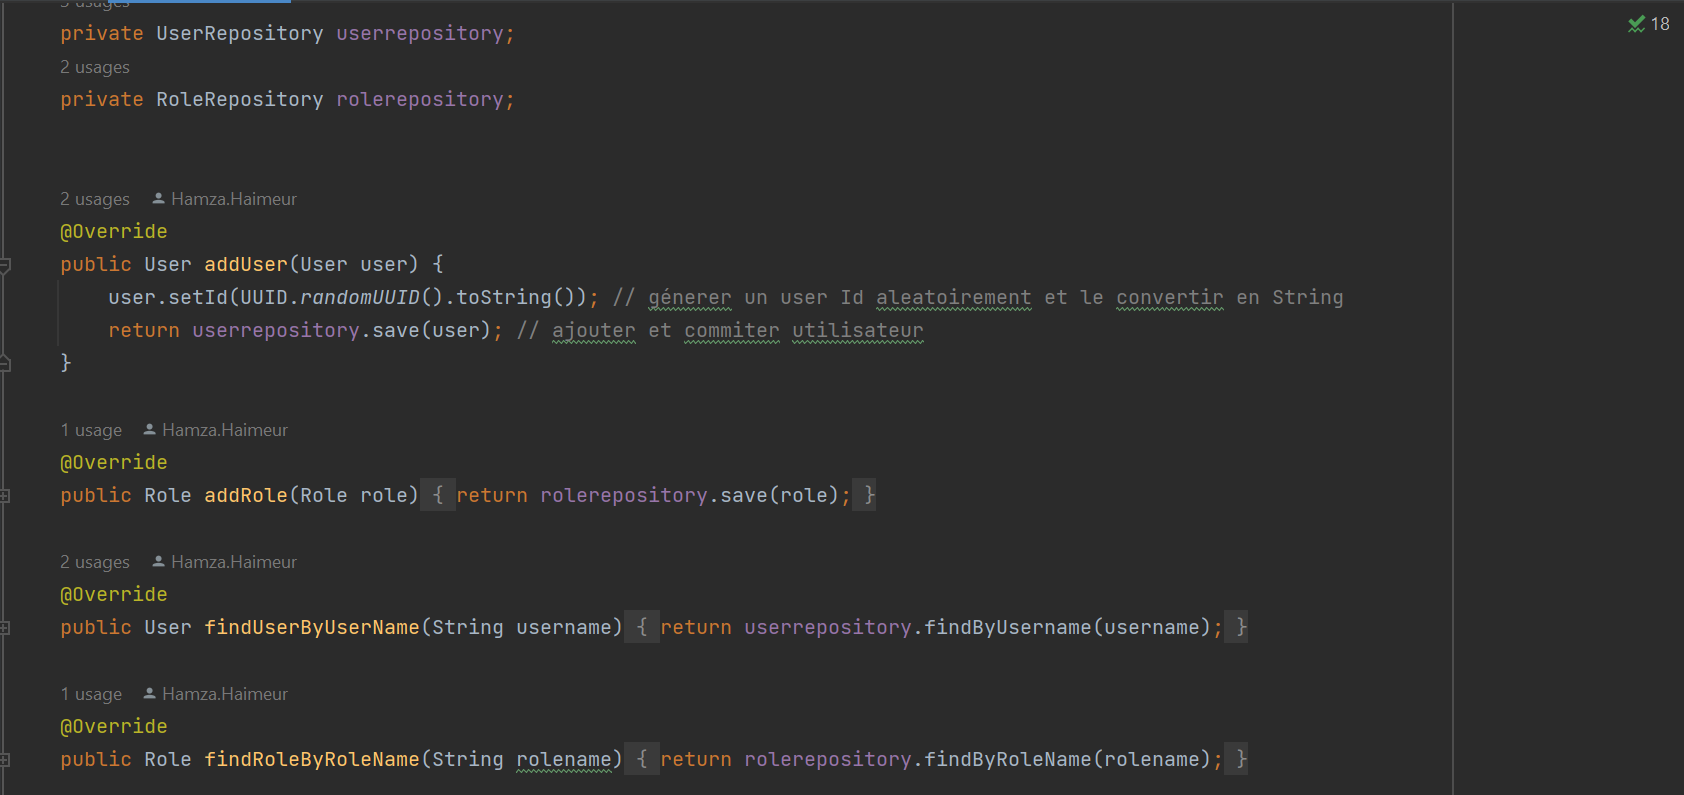 usages
18
private UserRepository userrepository;
2 usages
private RoleRepository rolerepository;
2 usages Hamza.Haimeur
@Override
public User addUser(User user) {
user.setId(UUID.randomUUID().toString()); // génerer un user Id aleatoirement et le convertir en String
return userrepository.save(user); // ajouter et commiter utilisateur
}
1 usage Hamza.Haimeur
@Override
public Role addRole(Role role) { return rolerepository.save(role); }
2 usages Hamza.Haimeur
@Override
public User findUserByUserName(String username) { return userrepository.findByUsername(username); }
1 usage Hamza.Haimeur
@Override
public Role findRoleByRoleName(String rolename) { return rolerepository.findByRoleName(rolename); }